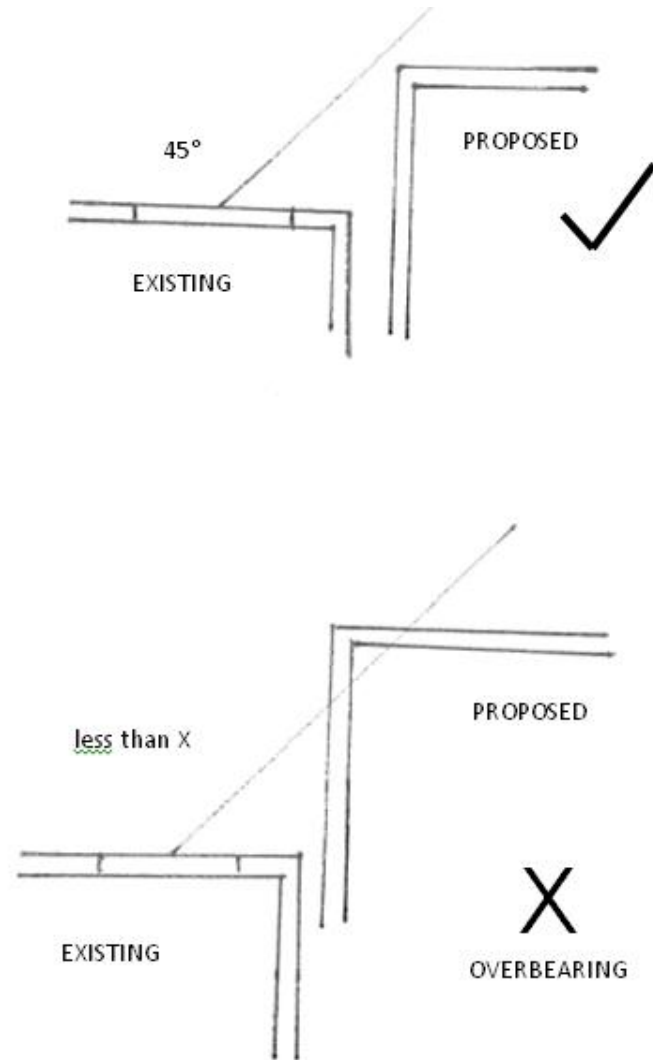 45°
PROPOSED
EXISTING
less than X
PROPOSED
X
EXISTING
OVERBEARING